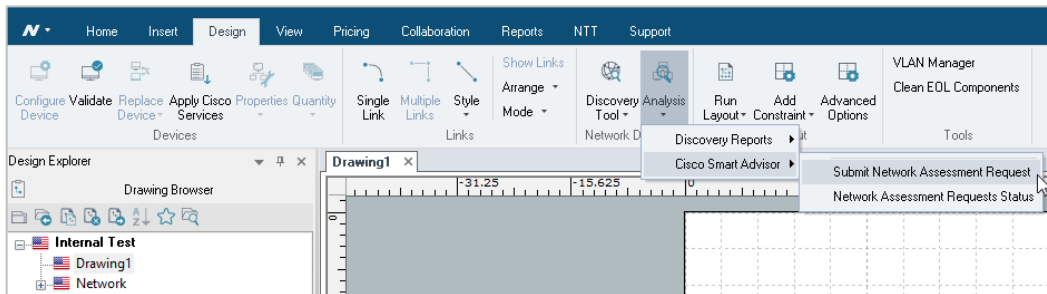 N Home Insert Design View Pricing Collaboration Reports NTT Support
Configure Device
Validate
Replace Device
Apply Cisco Services
Properties
Quantity
Devices
Single Link
Multiple Links
Style
Show Links
Arrange
Mode
Links
Discovery Tool
Analysis
Network D
Run Layout
Add Constraint
Advanced Options
ut
VLAN Manager
Clean EOL Components
Tools
Discovery Reports
Cisco Smart Advisor
Submit Network Assessment Request
Network Assessment Requests Status
Design Explorer
Drawing Browser
Internal Test
Drawing1
Network
Drawing1
-31.25 -15.625 0
0